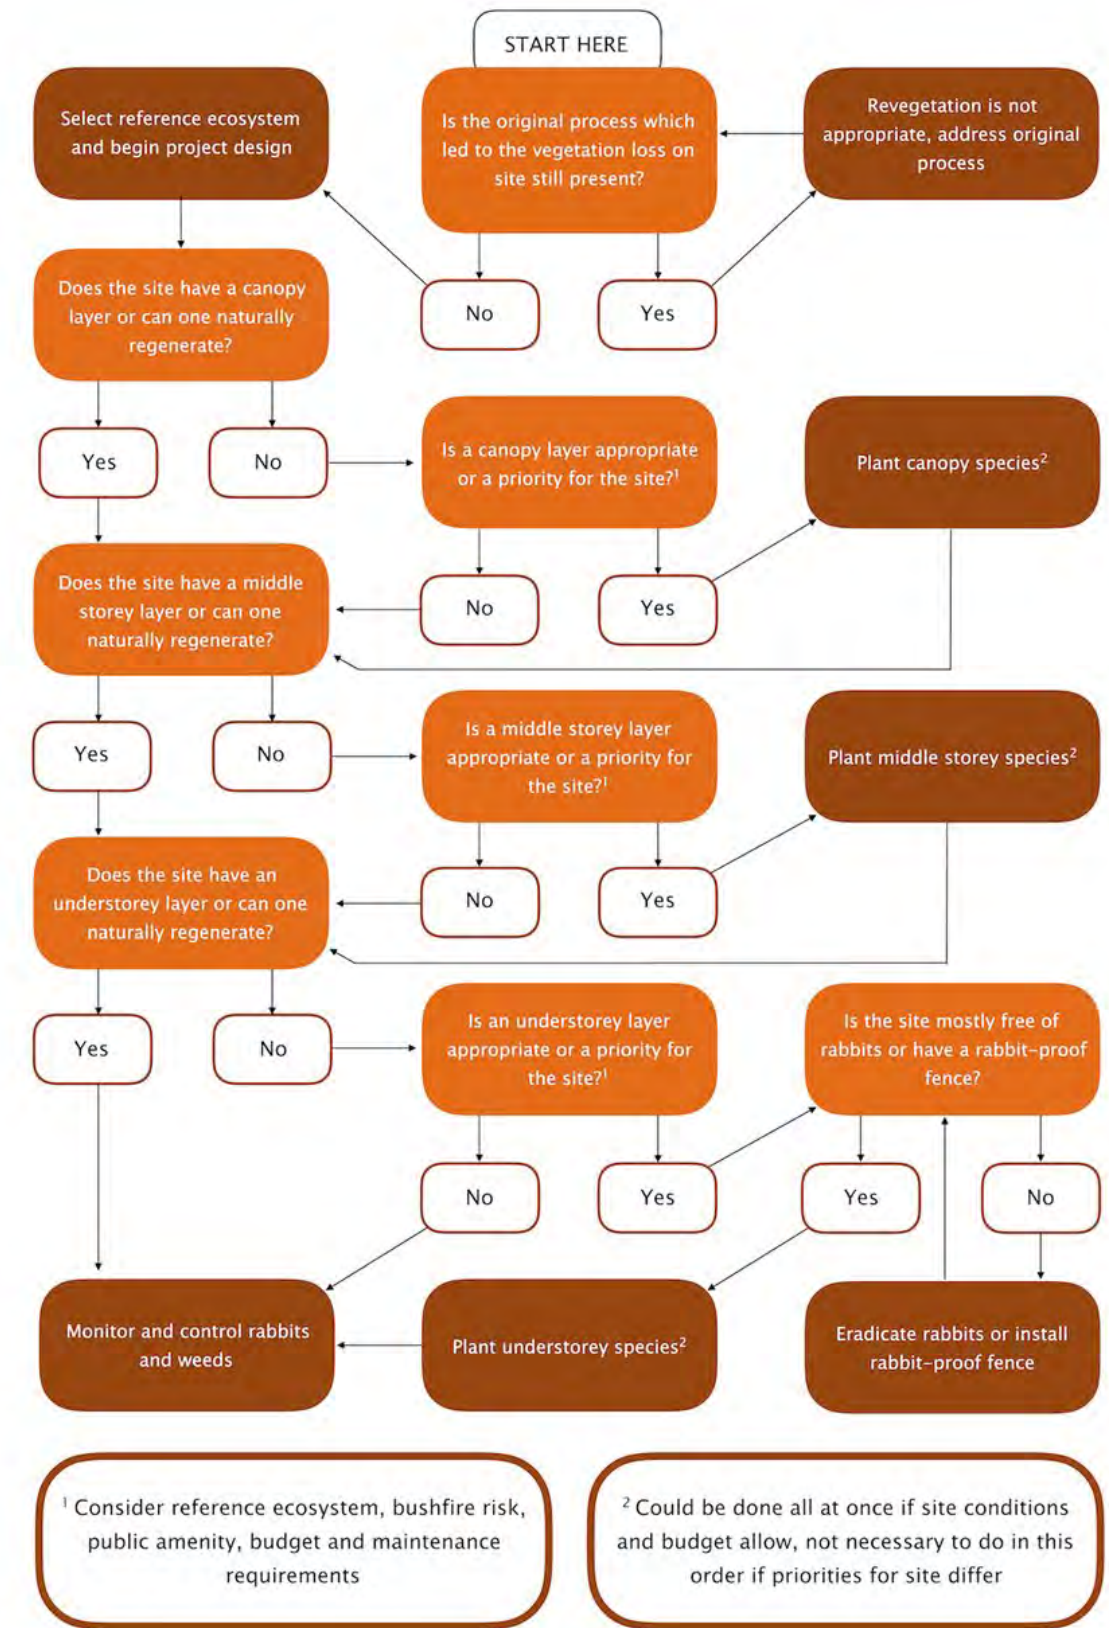 START HERE
Select reference ecosystem
and begin project design
Is the original process which
led to the vegetation loss on
site still present?
Revegetation is not
appropriate, address original
process
No
Yes
Does the site have a canopy
layer or can one naturally
regenerate?
Yes
No
Is a canopy layer appropriate
or a priority for the site?¹
Plant canopy species²
No
Yes
Does the site have a middle
storey layer or can one
naturally regenerate?
Yes
No
Is a middle storey layer
appropriate or a priority for
the site?¹
Plant middle storey species²
No
Yes
Does the site have an
understorey layer or can one
naturally regenerate?
Yes
No
Is an understorey layer
appropriate or a priority for
the site?¹
Is the site mostly free of
rabbits or have a rabbit-proof
fence?
No
Yes
Yes
No
Monitor and control rabbits
and weeds
Plant understorey species²
Eradicate rabbits or install
rabbit-proof fence
¹ Consider reference ecosystem, bushfire risk,
public amenity, budget and maintenance
requirements
² Could be done all at once if site conditions
and budget allow, not necessary to do in this
order if priorities for site differ